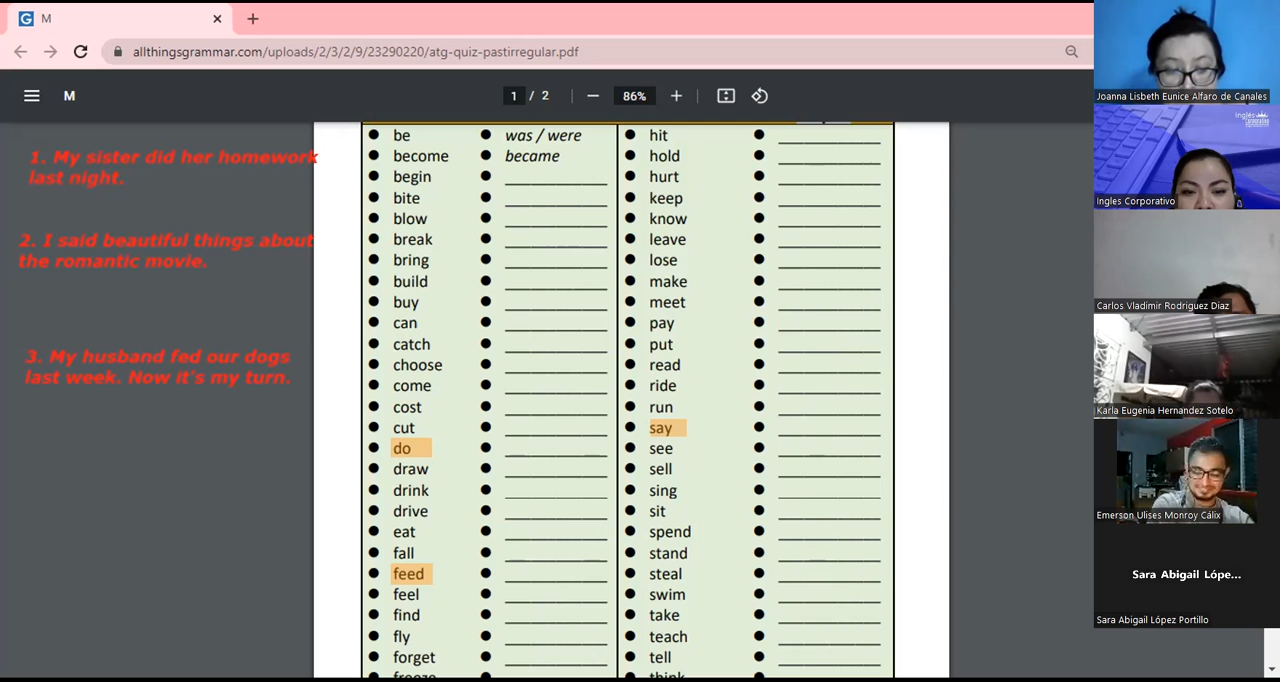 M
allthingsgrammar.com/uploads/2/3/2/9/23290220/atg-quiz-pastirregular.pdf
M
1 / 2
86%
1. My sister did her homework
last night.
2. I said beautiful things about
the romantic movie.
3. My husband fed our dogs
last week. Now it's my turn.
be
was / were
become
became
begin
bite
blow
break
bring
build
buy
can
catch
choose
come
cost
cut
do
draw
drink
drive
eat
fall
feed
feel
find
fly
forget
freeze
hit
hold
hurt
keep
know
leave
lose
make
meet
pay
put
read
ride
run
say
see
sell
sing
sit
spend
stand
steal
swim
take
teach
tell
think
Joanna Lisbeth Eunice Alfaro de Canales
Ingles
Corporativo
Ingles Corporativo
Carlos Vladimir Rodriguez Diaz
Karla Eugenia Hernandez Sotelo
Emerson Ulises Monroy Cálix
Sara Abigail Lópe...
Sara Abigail López Portillo